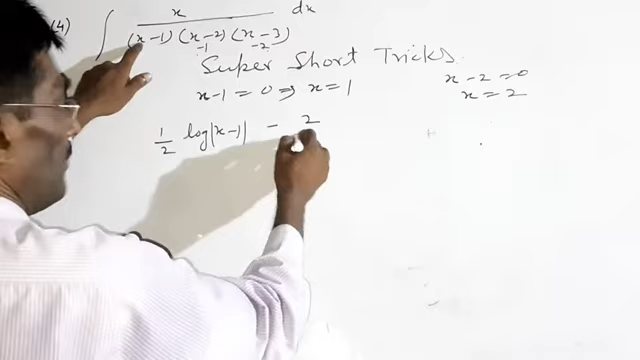 (4) ∫ x / (x-1) (x-2) (x-3) dx
-1 -2
Super Short Tricks
x-1=0 ⇒ x=1
x-2=0
x=2
1/2 log|x-1| - 2